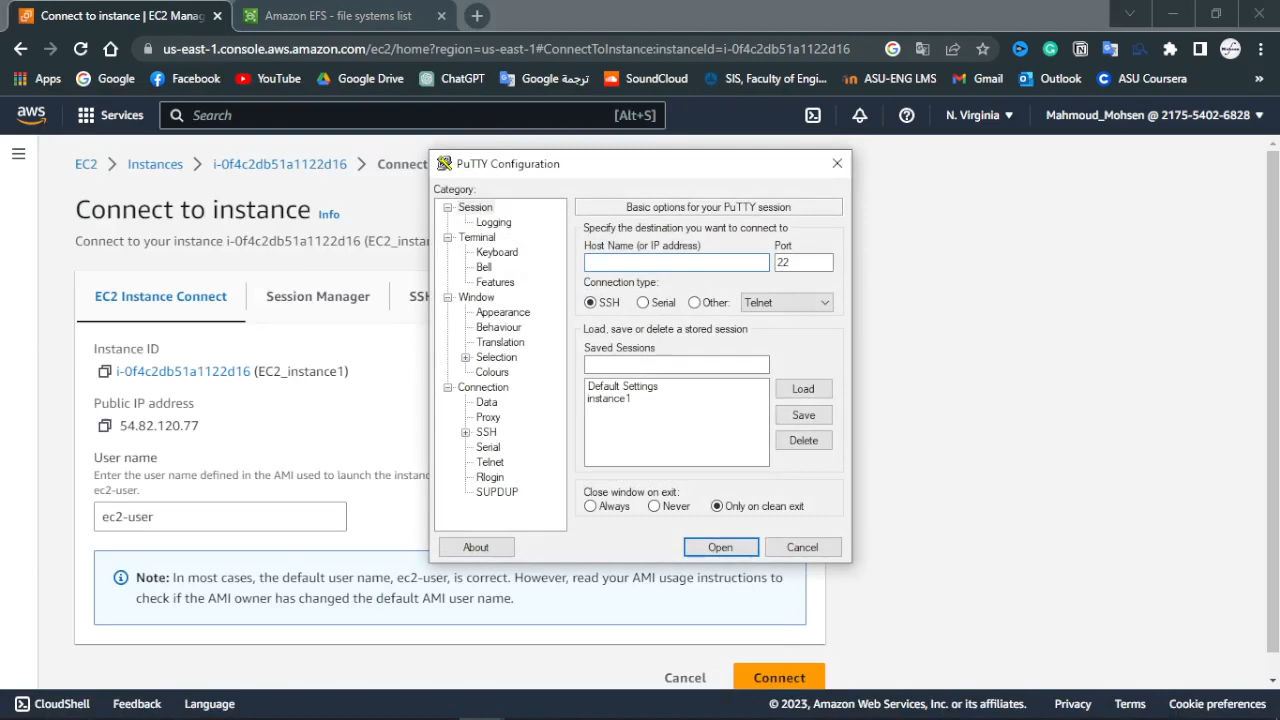 Connect to instance | EC2 Manag
Amazon EFS - file systems list
us-east-1.console.aws.amazon.com/ec2/home?region=us-east-1#ConnectToInstance:instanceId=i-0f4c2db51a1122d16
Apps
Google
Facebook
YouTube
Google Drive
ChatGPT
ترجمة Google
SoundCloud
SIS, Faculty of Engi...
ASU-ENG LMS
Gmail
Outlook
ASU Coursera
»
aws
Services
Search
[Alt+S]
N. Virginia
Mahmoud_Mohsen @ 2175-5402-6828
EC2
Instances
i-0f4c2db51a1122d16
Connect
Connect to instance Info
Connect to your instance i-0f4c2db51a1122d16 (EC2_insta
EC2 Instance Connect
Session Manager
SSH
Instance ID
i-0f4c2db51a1122d16 (EC2_instance1)
Public IP address
54.82.120.77
User name
Enter the user name defined in the AMI used to launch the instan
ec2-user.
ec2-user
Note: In most cases, the default user name, ec2-user, is correct. However, read your AMI usage instructions to
check if the AMI owner has changed the default AMI user name.
Cancel
Connect
PuTTY Configuration
Category:
Session
Logging
Terminal
Keyboard
Bell
Features
Window
Appearance
Behaviour
Translation
Selection
Colours
Connection
Data
Proxy
SSH
Serial
Telnet
Rlogin
SUPDUP
Basic options for your PuTTY session
Specify the destination you want to connect to
Host Name (or IP address)
Port
22
Connection type:
SSH
Serial
Other:
Telnet
Load, save or delete a stored session
Saved Sessions
Default Settings
instance1
Load
Save
Delete
Close window on exit:
Always
Never
Only on clean exit
About
Open
Cancel
CloudShell
Feedback
Language
© 2023, Amazon Web Services, Inc. or its affiliates.
Privacy
Terms
Cookie preferences